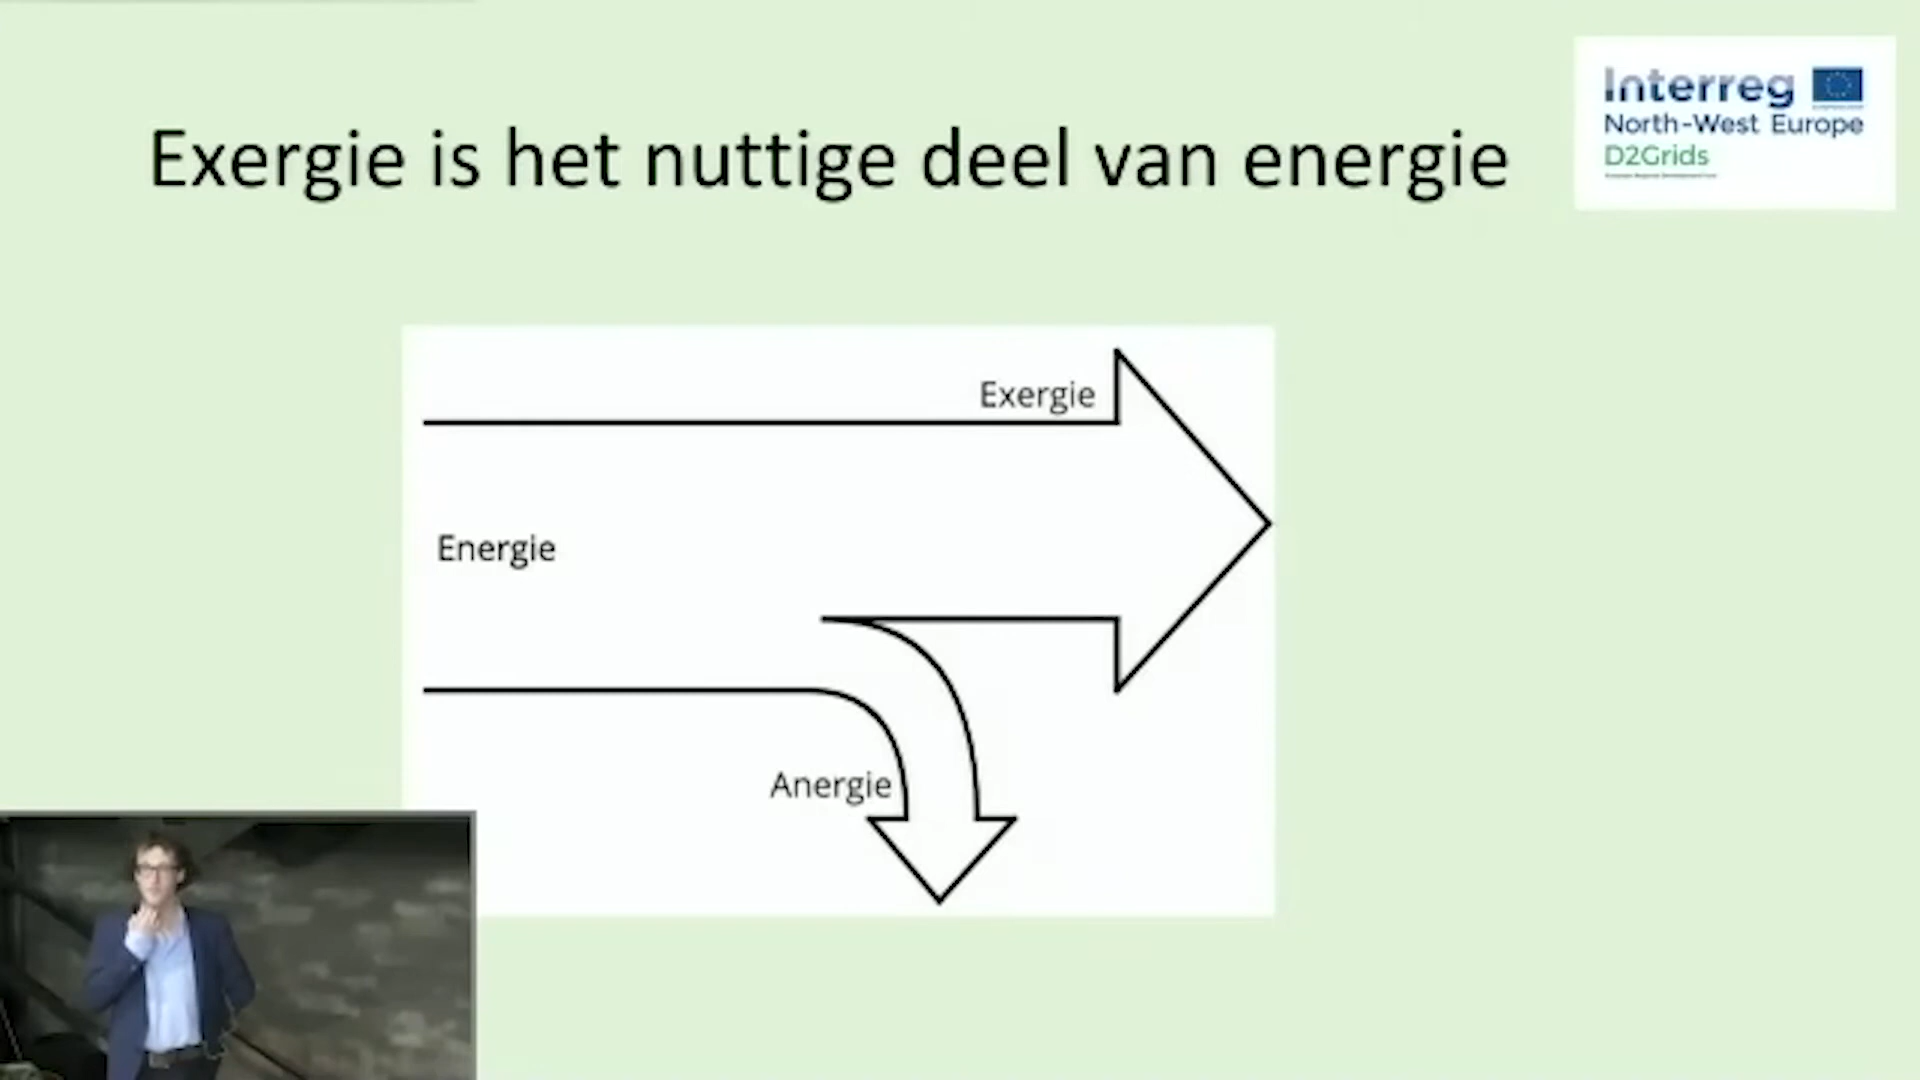 Exergie is het nuttige deel van energie
Interreg
North-West Europe
D2Grids
Exergie
Energie
Anergie